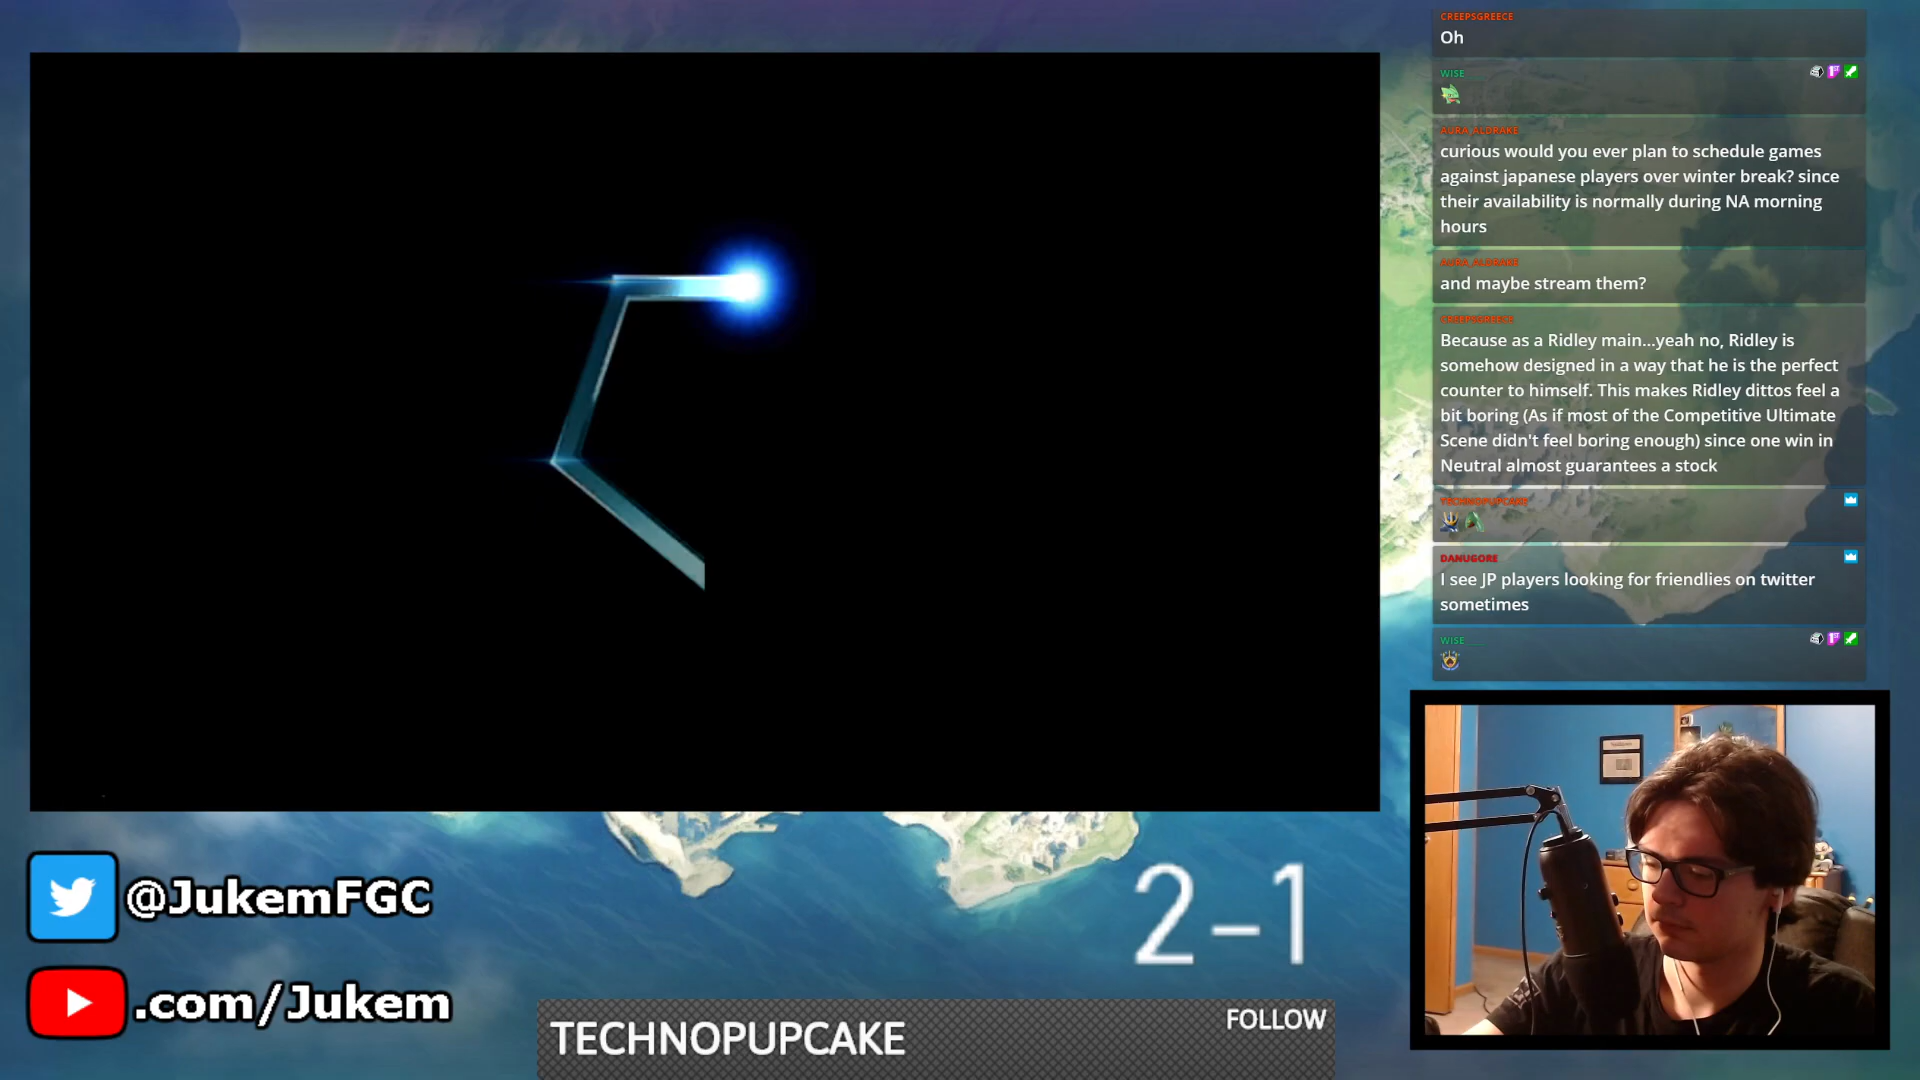 CREEPSGREECE
Oh
WISE___
AURA_ALDRAKE
curious would you ever plan to schedule games
against japanese players over winter break? since
their availability is normally during NA morning
hours
AURA_ALDRAKE
and maybe stream them?
CREEPSGREECE
Because as a Ridley main...yeah no, Ridley is
somehow designed in a way that he is the perfect
counter to himself. This makes Ridley dittos feel a
bit boring (As if most of the Competitive Ultimate
Scene didn't feel boring enough) since one win in
Neutral almost guarantees a stock
TECHNOPUPCAKE
DANUGORE
I see JP players looking for friendlies on twitter
sometimes
WISE___
@JukemFGC
.com/Jukem
2-1
TECHNOPUPCAKE
FOLLOW